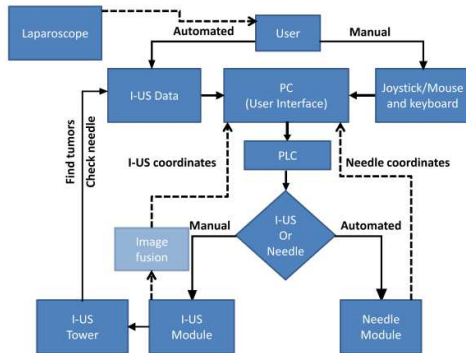 Laparoscope
User
Automated
Manual
I-US Data
PC
(User Interface)
Joystick/Mouse
and keyboard
Find tumors
Check needle
I-US coordinates
PLC
Needle coordinates
Image
fusion
Manual
I-US
Or
Needle
Automated
I-US
Tower
I-US
Module
Needle
Module